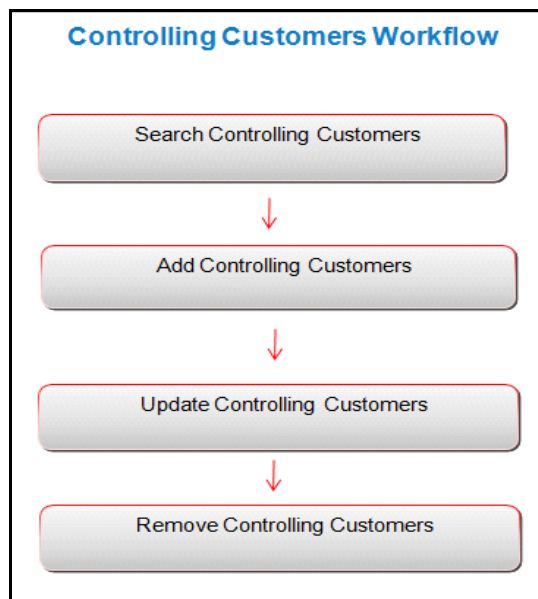 Controlling Customers Workflow
Search Controlling Customers
Add Controlling Customers
Update Controlling Customers
Remove Controlling Customers